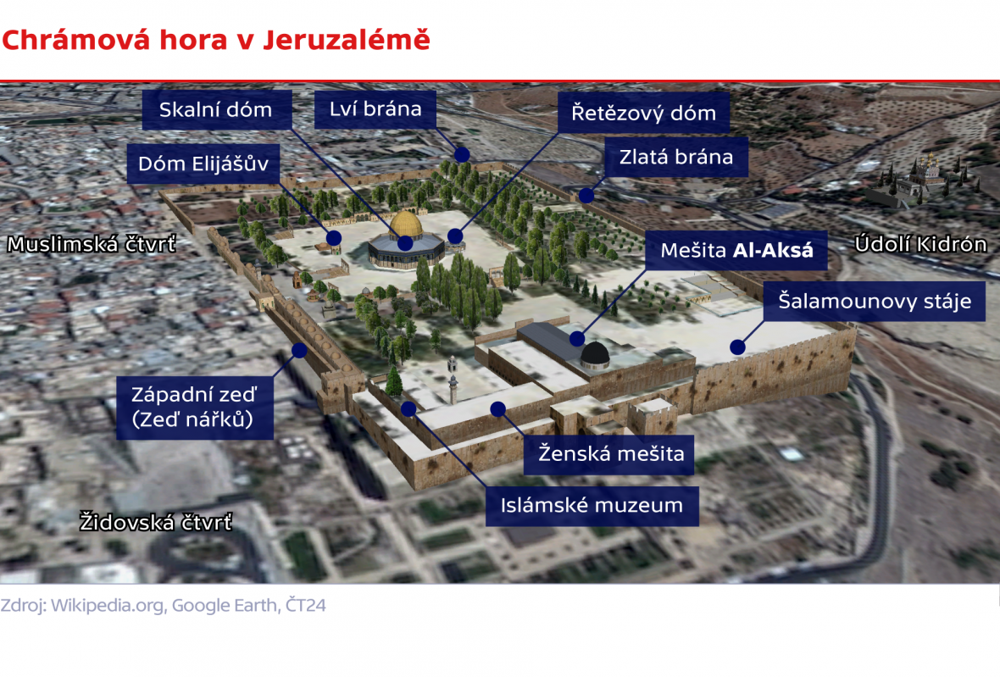 Chrámová hora v Jeruzalémě
Skalní dóm
Lví brána
Řetězový dóm
Dóm Elijášův
Zlatá brána
Muslimská čtvrť
Údolí Kidrón
Mešita Al-Aksá
Šalamounovy stáje
Západní zeď
(Zeď nářků)
Ženská mešita
Islámské muzeum
Židovská čtvrť
Zdroj: Wikipedia.org, Google Earth, ČT24